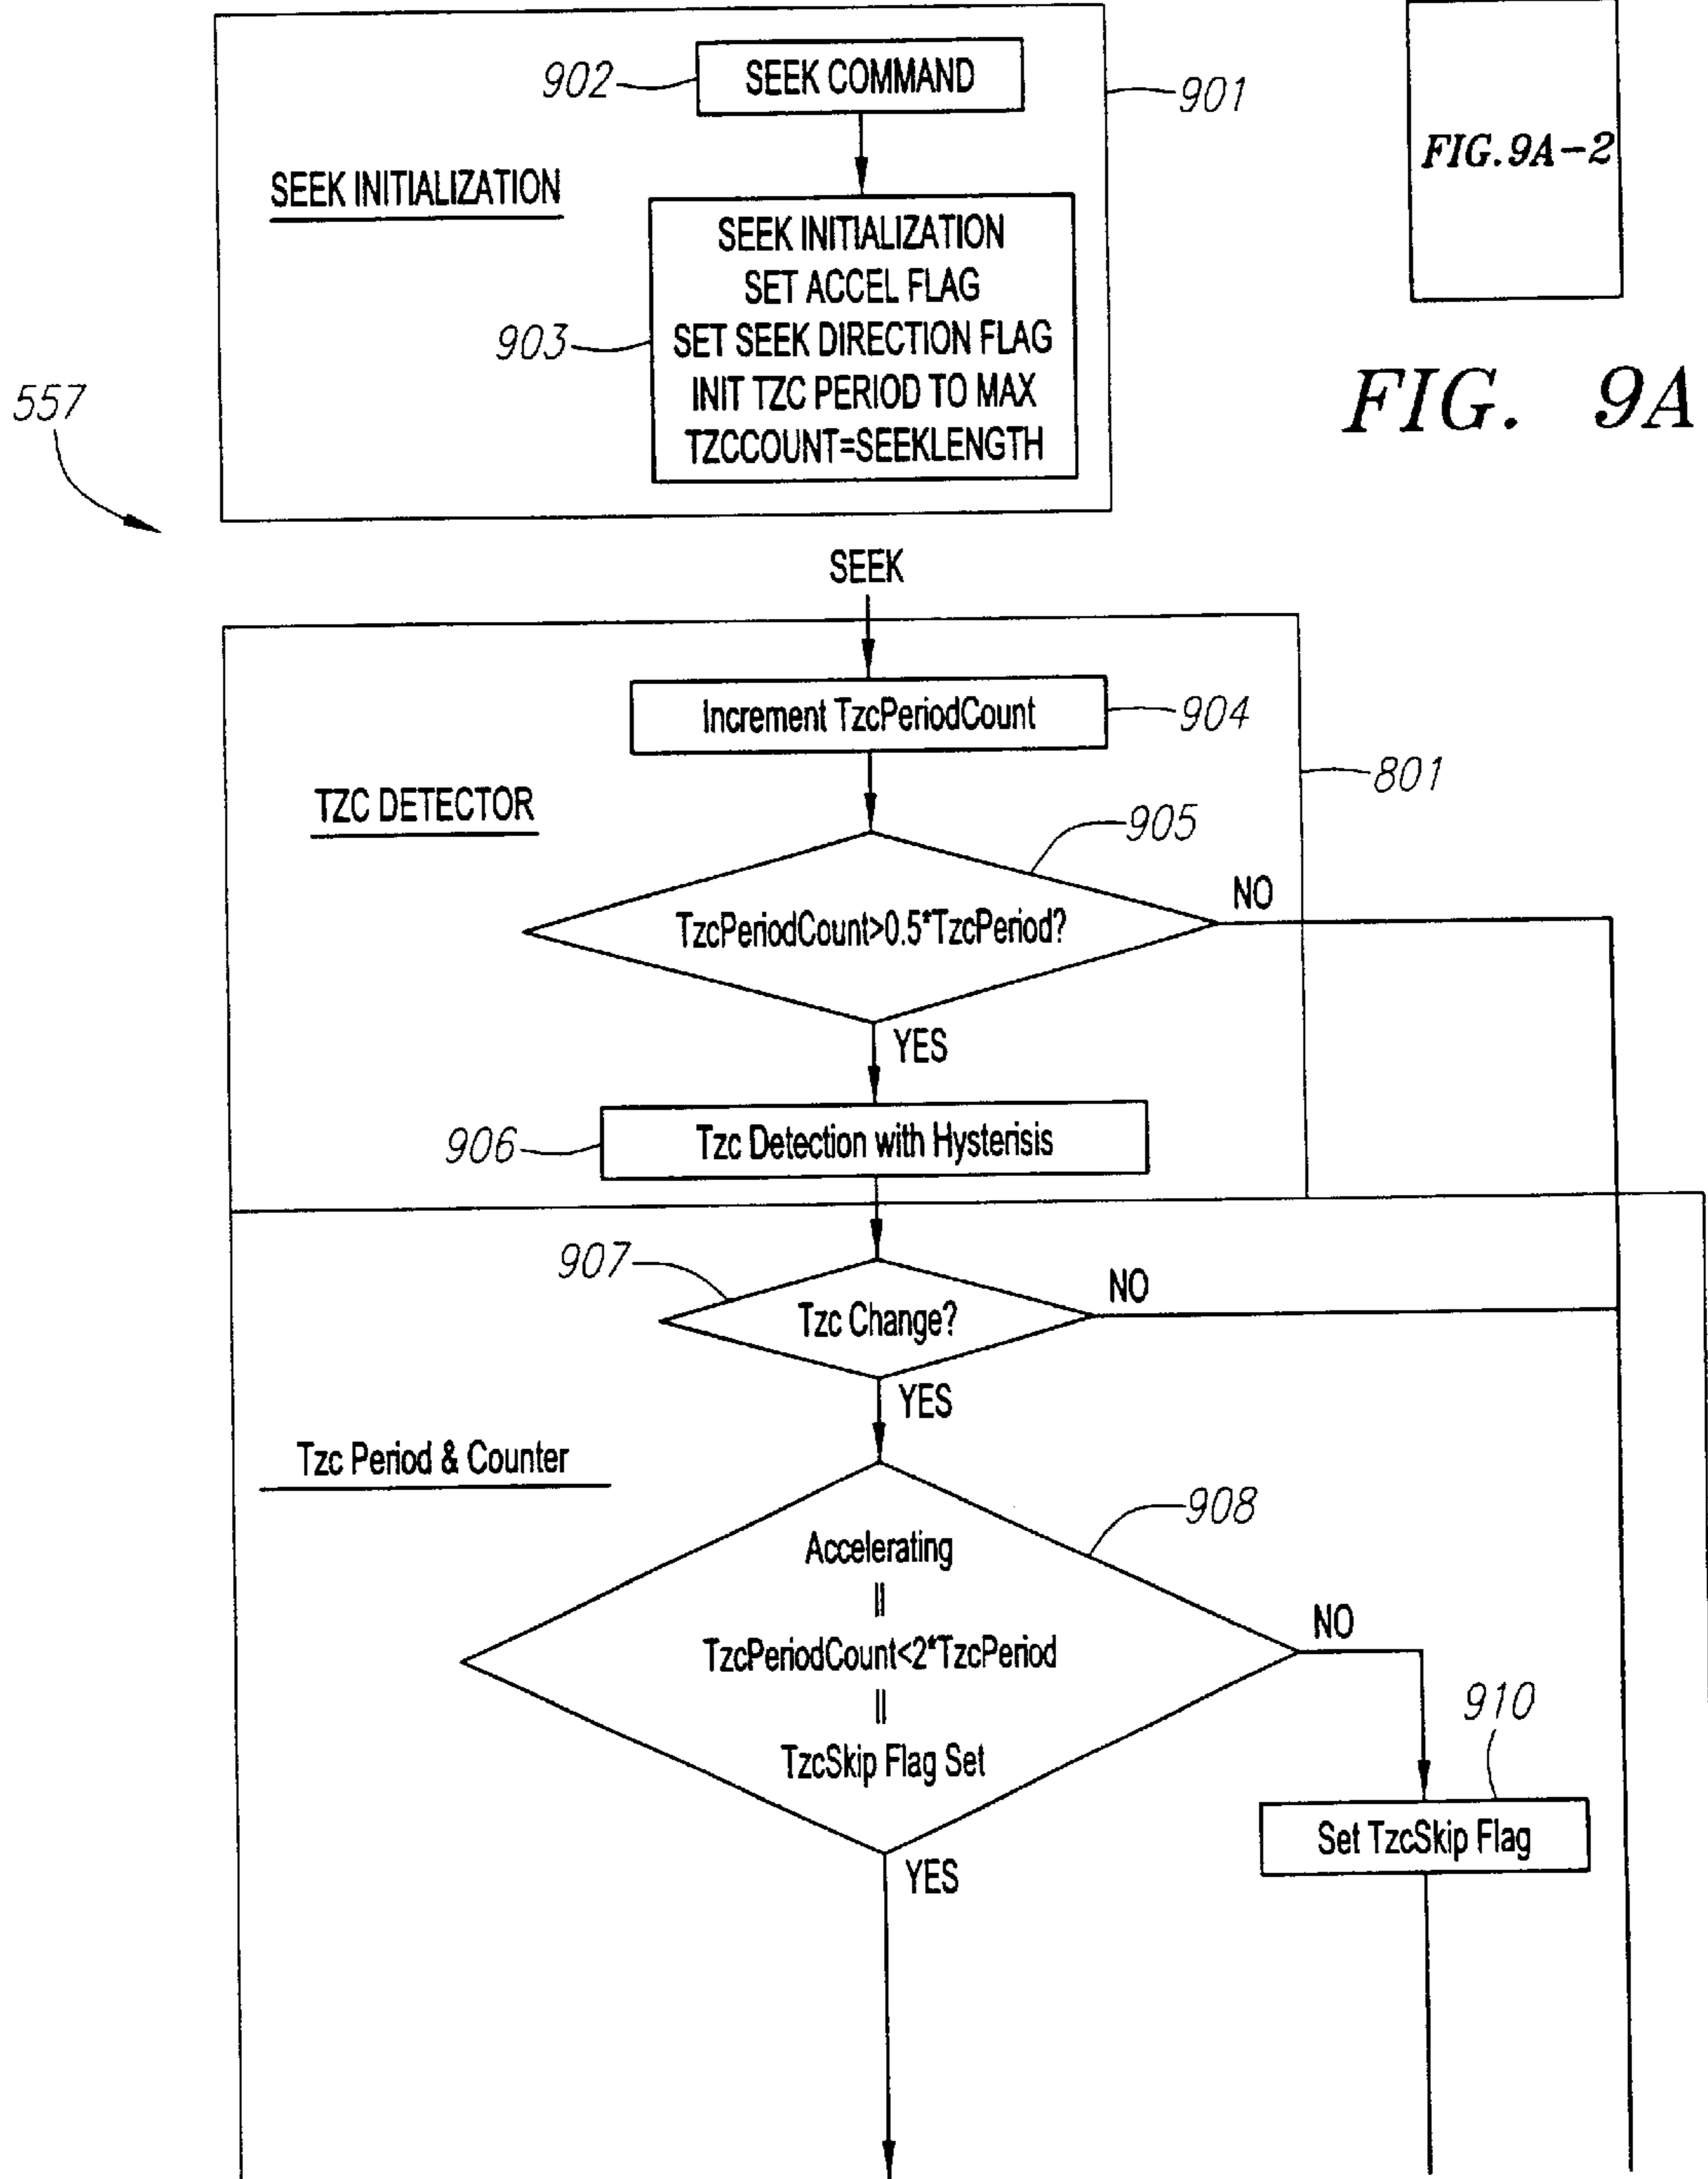 902
SEEK COMMAND
901
FIG.9A-2
SEEK INITIALIZATION
SEEK INITIALIZATION
SET ACCEL FLAG
903
SET SEEK DIRECTION FLAG
INIT TZC PERIOD TO MAX
TZCCOUNT=SEEKLENGTH
FIG. 9A
557
SEEK
Increment TzcPeriodCount
904
801
TZC DETECTOR
905
NO
TzcPeriodCount>0.5*TzcPeriod?
YES
906
Tzc Detection with Hysterisis
907
NO
Tzc Change?
YES
Tzc Period & Counter
908
Accelerating
||
NO
TzcPeriodCount<2*TzcPeriod
||
910
TzcSkip Flag Set
Set TzcSkip Flag
YES